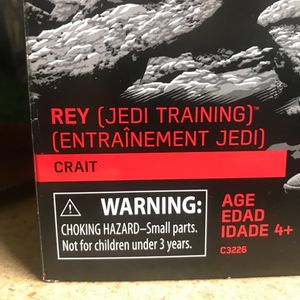 REY (JEDI TRAINING)™
(ENTRAÎNEMENT JEDI)
CRAIT
WARNING:
CHOKING HAZARD–Small parts.
Not for children under 3 years.
AGE
EDAD
IDADE 4+
C3226